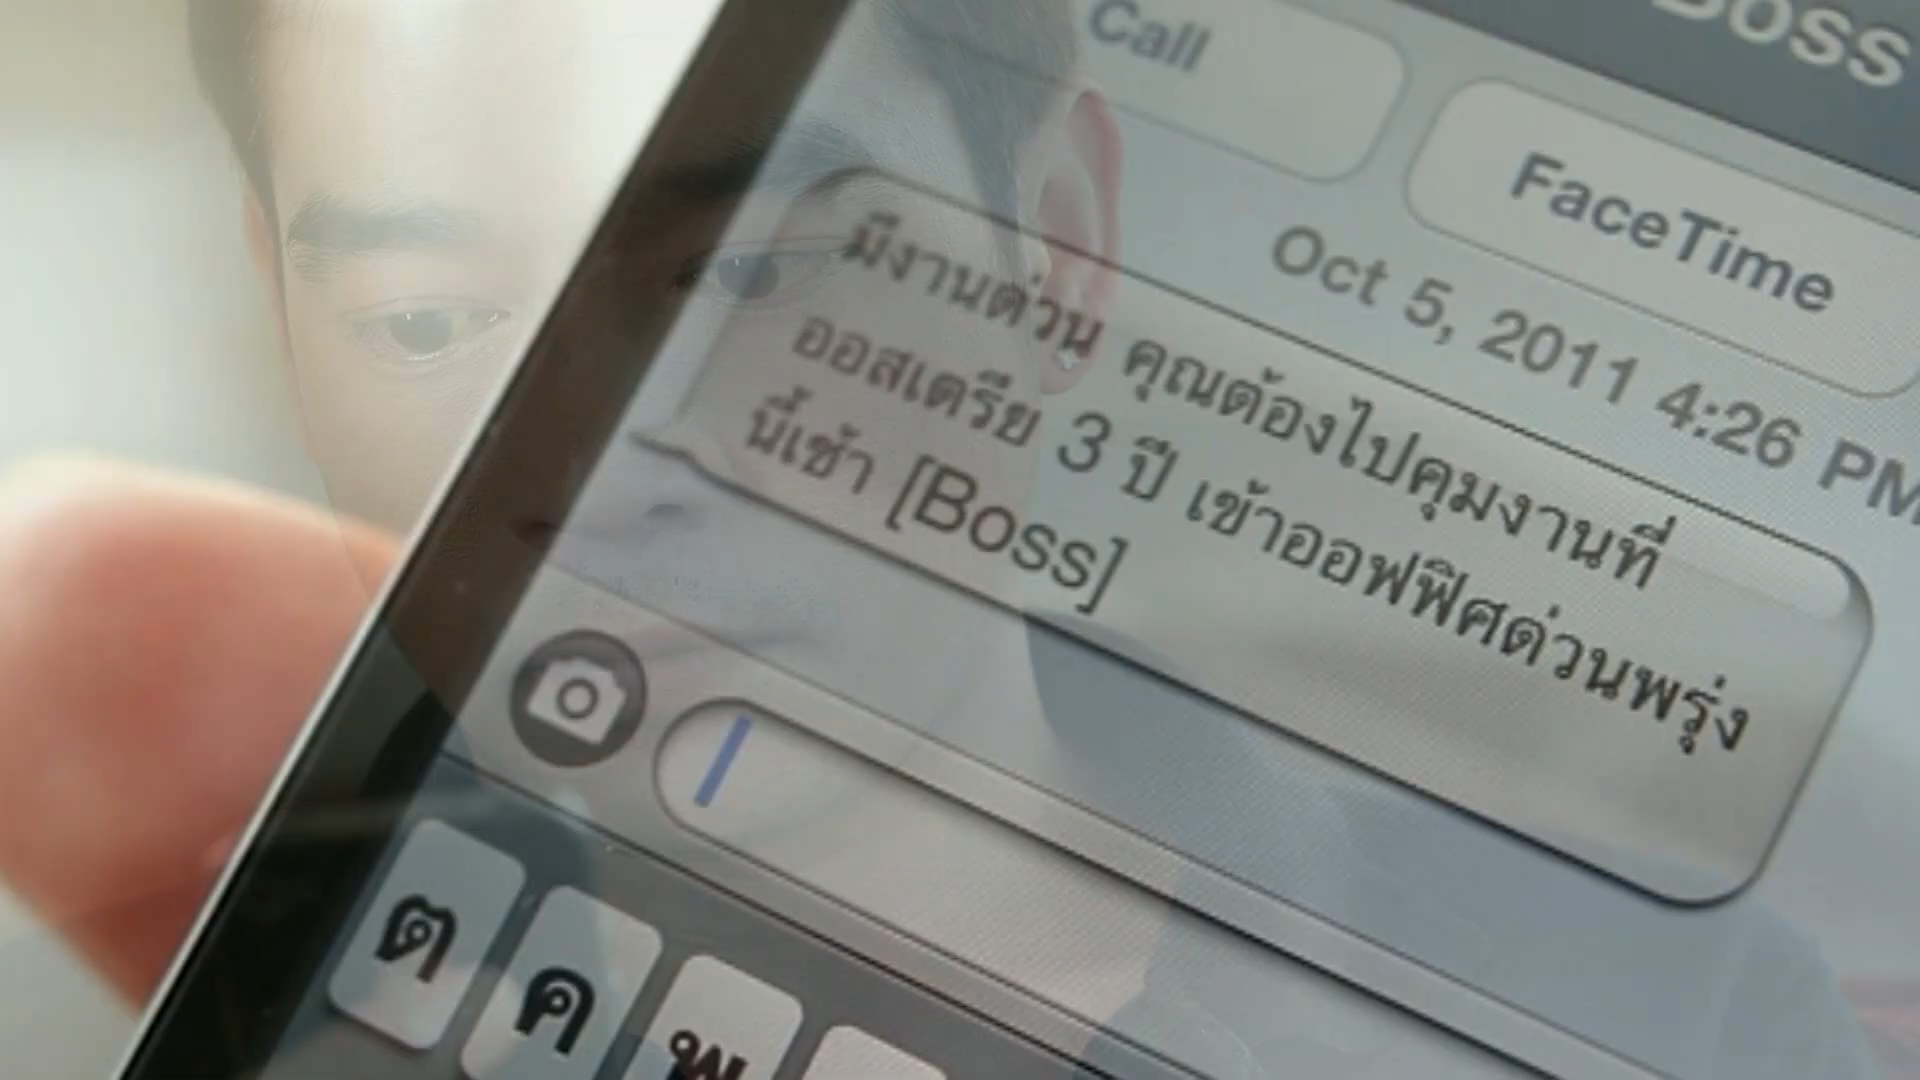 Boss
Call
FaceTime
Oct 5, 2011 4:26 PM
มีงานด่วน คุณต้องไปคุมงานที่
ออสเตรีย 3 ปี เข้าออฟฟิศด่วนพรุ่ง
นี้เช้า [Boss]
ต
ค
พ